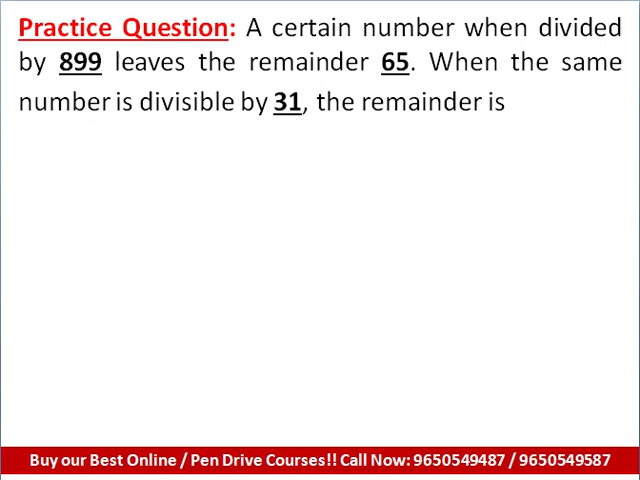 Practice Question: A certain number when divided
by 899 leaves the remainder 65. When the same
number is divisible by 31, the remainder is
Buy our Best Online / Pen Drive Courses!! Call Now: 9650549487 / 9650549587